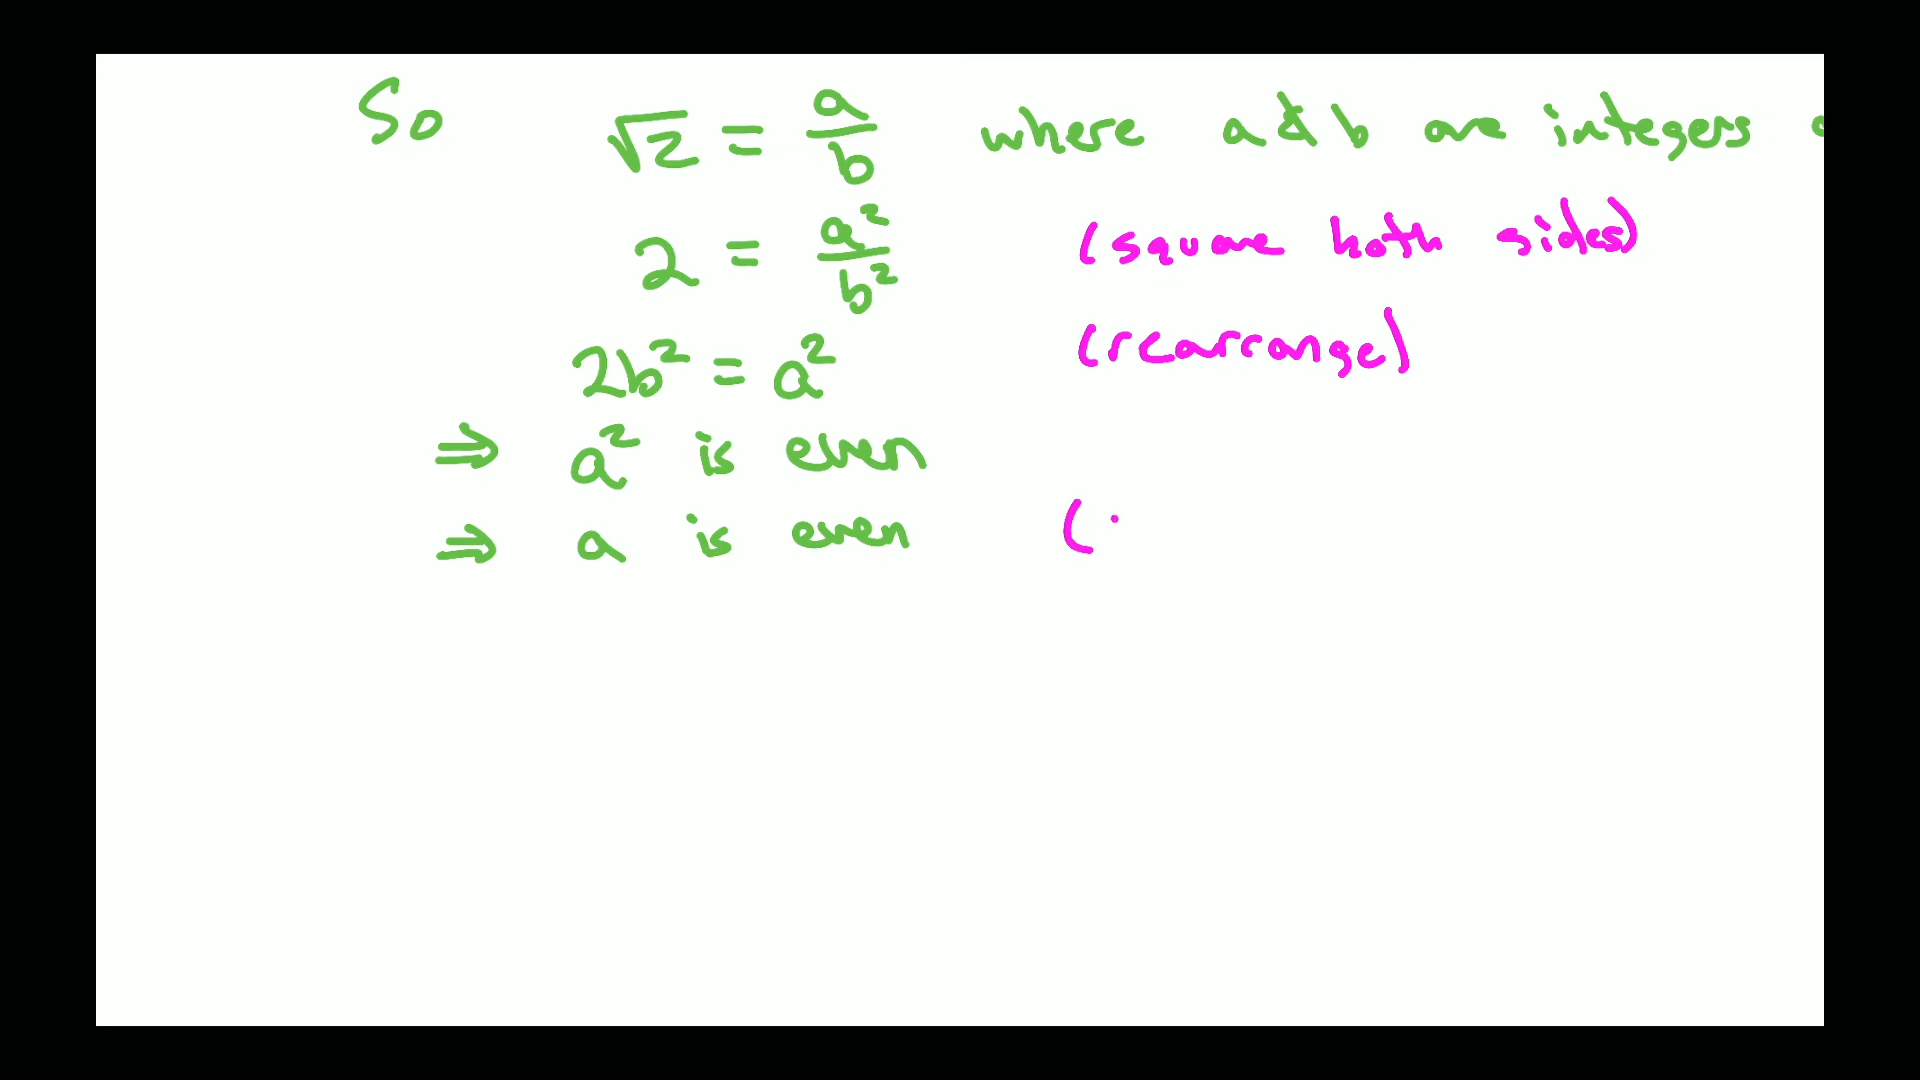 So √2 = a/b where a & b are integers
2 = a²/b² (square both sides)
2b² = a² (rearrange)
⇒ a² is even
⇒ a is even (